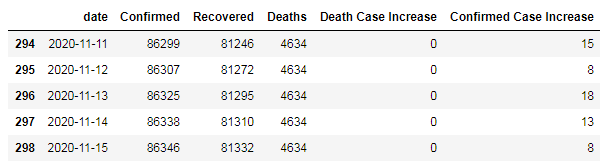 date Confirmed Recovered Deaths Death Case Increase Confirmed Case Increase
294 2020-11-11 86299 81246 4634 0 15
295 2020-11-12 86307 81272 4634 0 8
296 2020-11-13 86325 81295 4634 0 18
297 2020-11-14 86338 81310 4634 0 13
298 2020-11-15 86346 81332 4634 0 8